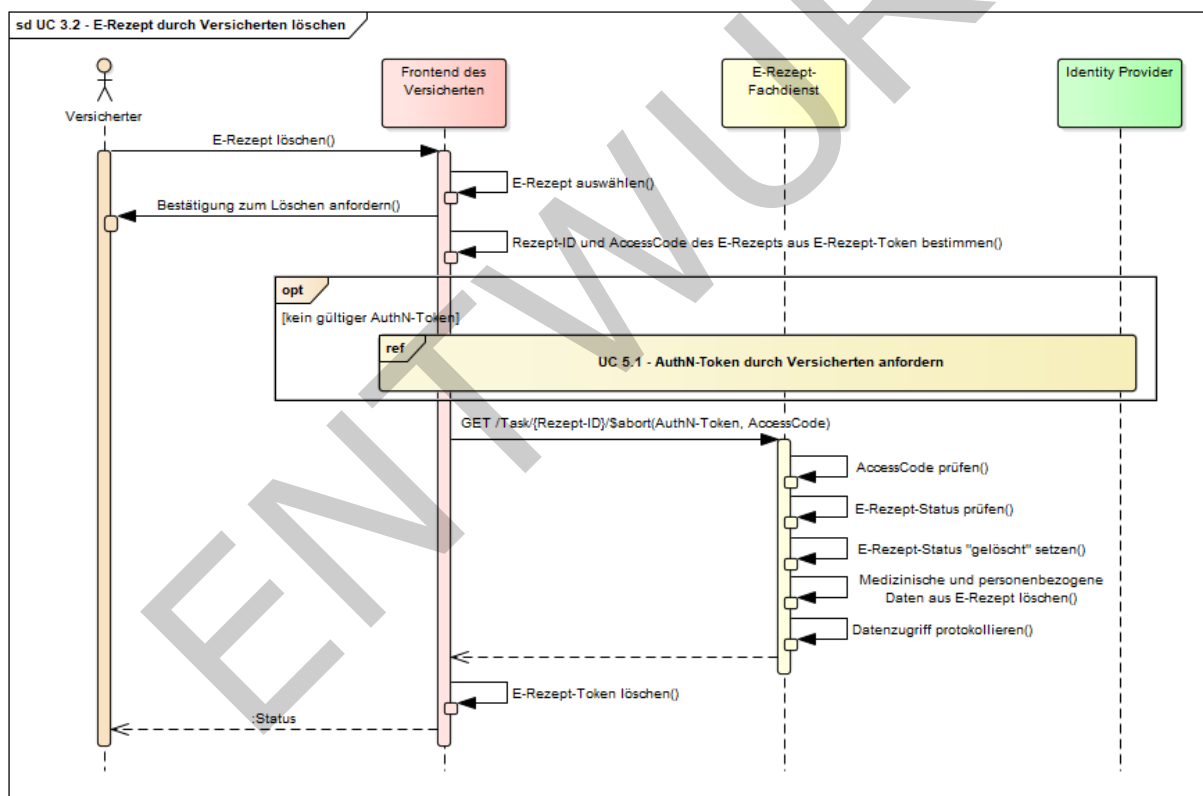 sd UC 3.2 - E-Rezept durch Versicherten löschen
Versicherter
Frontend des
Versicherten
E-Rezept-
Fachdienst
Identity Provider
E-Rezept löschen()
E-Rezept auswählen()
Bestätigung zum Löschen anfordern()
Rezept-ID und AccessCode des E-Rezepts aus E-Rezept-Token bestimmen()
opt
[kein gültiger AuthN-Token]
ref
UC 5.1 - AuthN-Token durch Versicherten anfordern
GET /Task/{Rezept-ID}/$abort(AuthN-Token, AccessCode)
AccessCode prüfen()
E-Rezept-Status prüfen()
E-Rezept-Status "gelöscht" setzen()
Medizinische und personenbezogene
Daten aus E-Rezept löschen()
Datenzugriff protokollieren()
E-Rezept-Token löschen()
:Status
ENTWUR